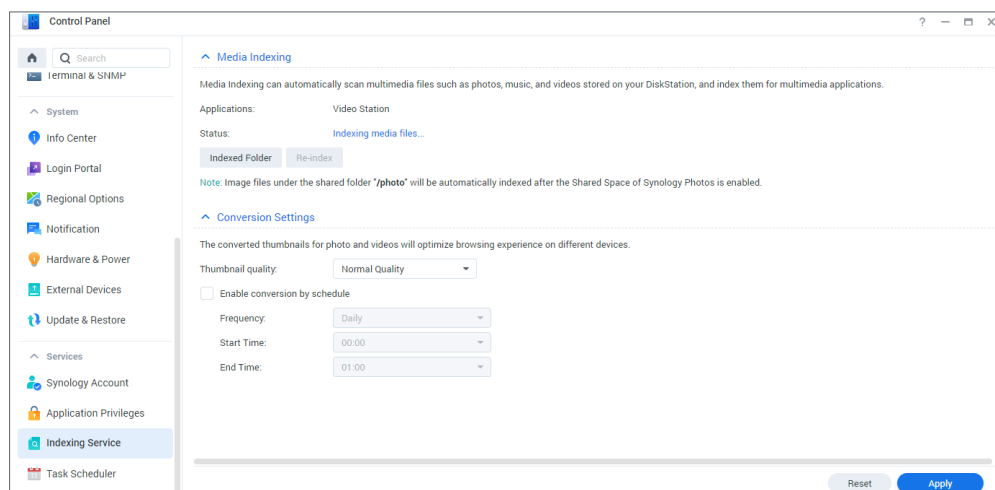 Control Panel
Search
Terminal & SNMP
System
Info Center
Login Portal
Regional Options
Notification
Hardware & Power
External Devices
Update & Restore
Services
Synology Account
Application Privileges
Indexing Service
Task Scheduler
Media Indexing
Media Indexing can automatically scan multimedia files such as photos, music, and videos stored on your DiskStation, and index them for multimedia applications.
Applications: Video Station
Status: Indexing media files...
Indexed Folder Re-index
Note: Image files under the shared folder "/photo" will be automatically indexed after the Shared Space of Synology Photos is enabled.
Conversion Settings
The converted thumbnails for photo and videos will optimize browsing experience on different devices.
Thumbnail quality: Normal Quality
Enable conversion by schedule
Frequency: Daily
Start Time: 00:00
End Time: 01:00
Reset Apply